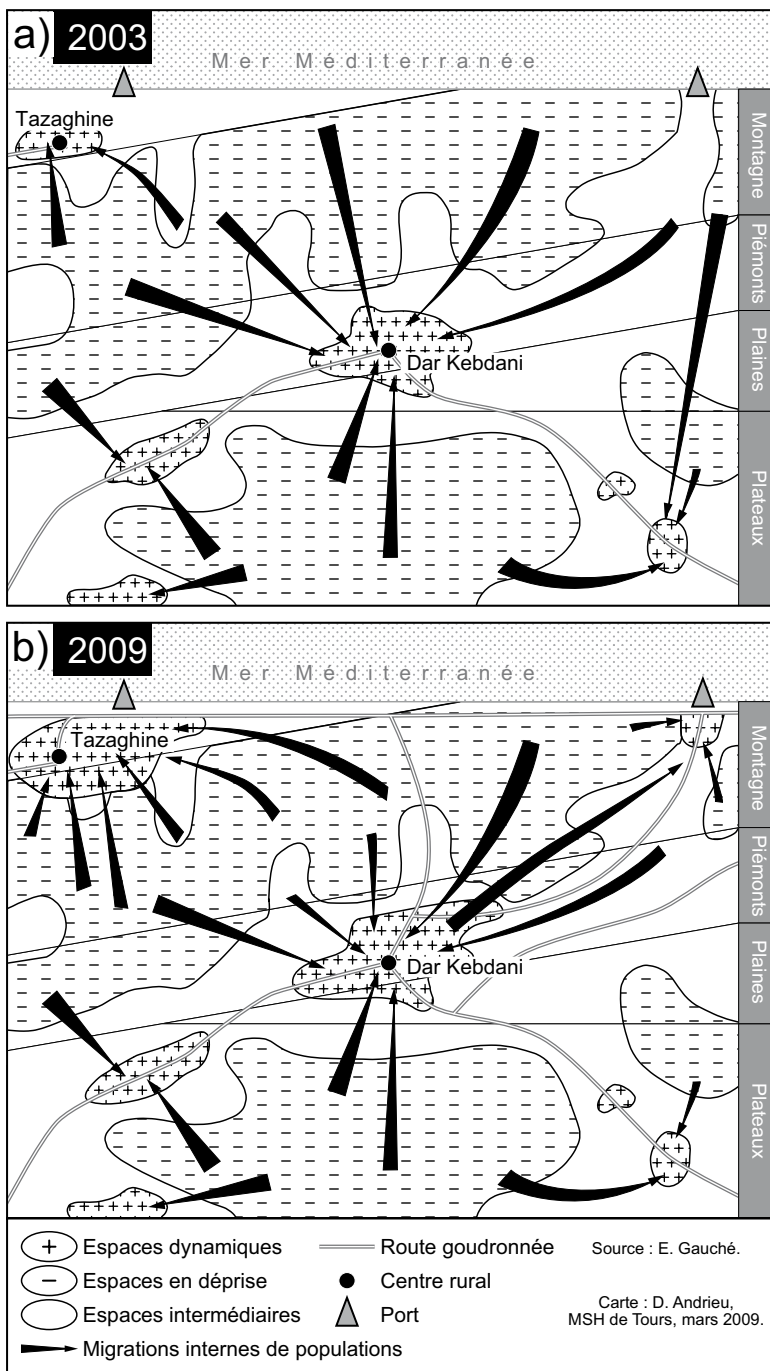 a) 2003
Mer Méditerranée
Tazaghine
Dar Kebdani
Montagne
Piémonts
Plaines
Plateaux
b) 2009
Mer Méditerranée
Tazaghine
Dar Kebdani
Montagne
Piémonts
Plaines
Plateaux
+ Espaces dynamiques
Route goudronnée
Source : E. Gauché.
− Espaces en déprise
Centre rural
Espaces intermédiaires
Port
Carte : D. Andrieu,
MSH de Tours, mars 2009.
Migrations internes de populations